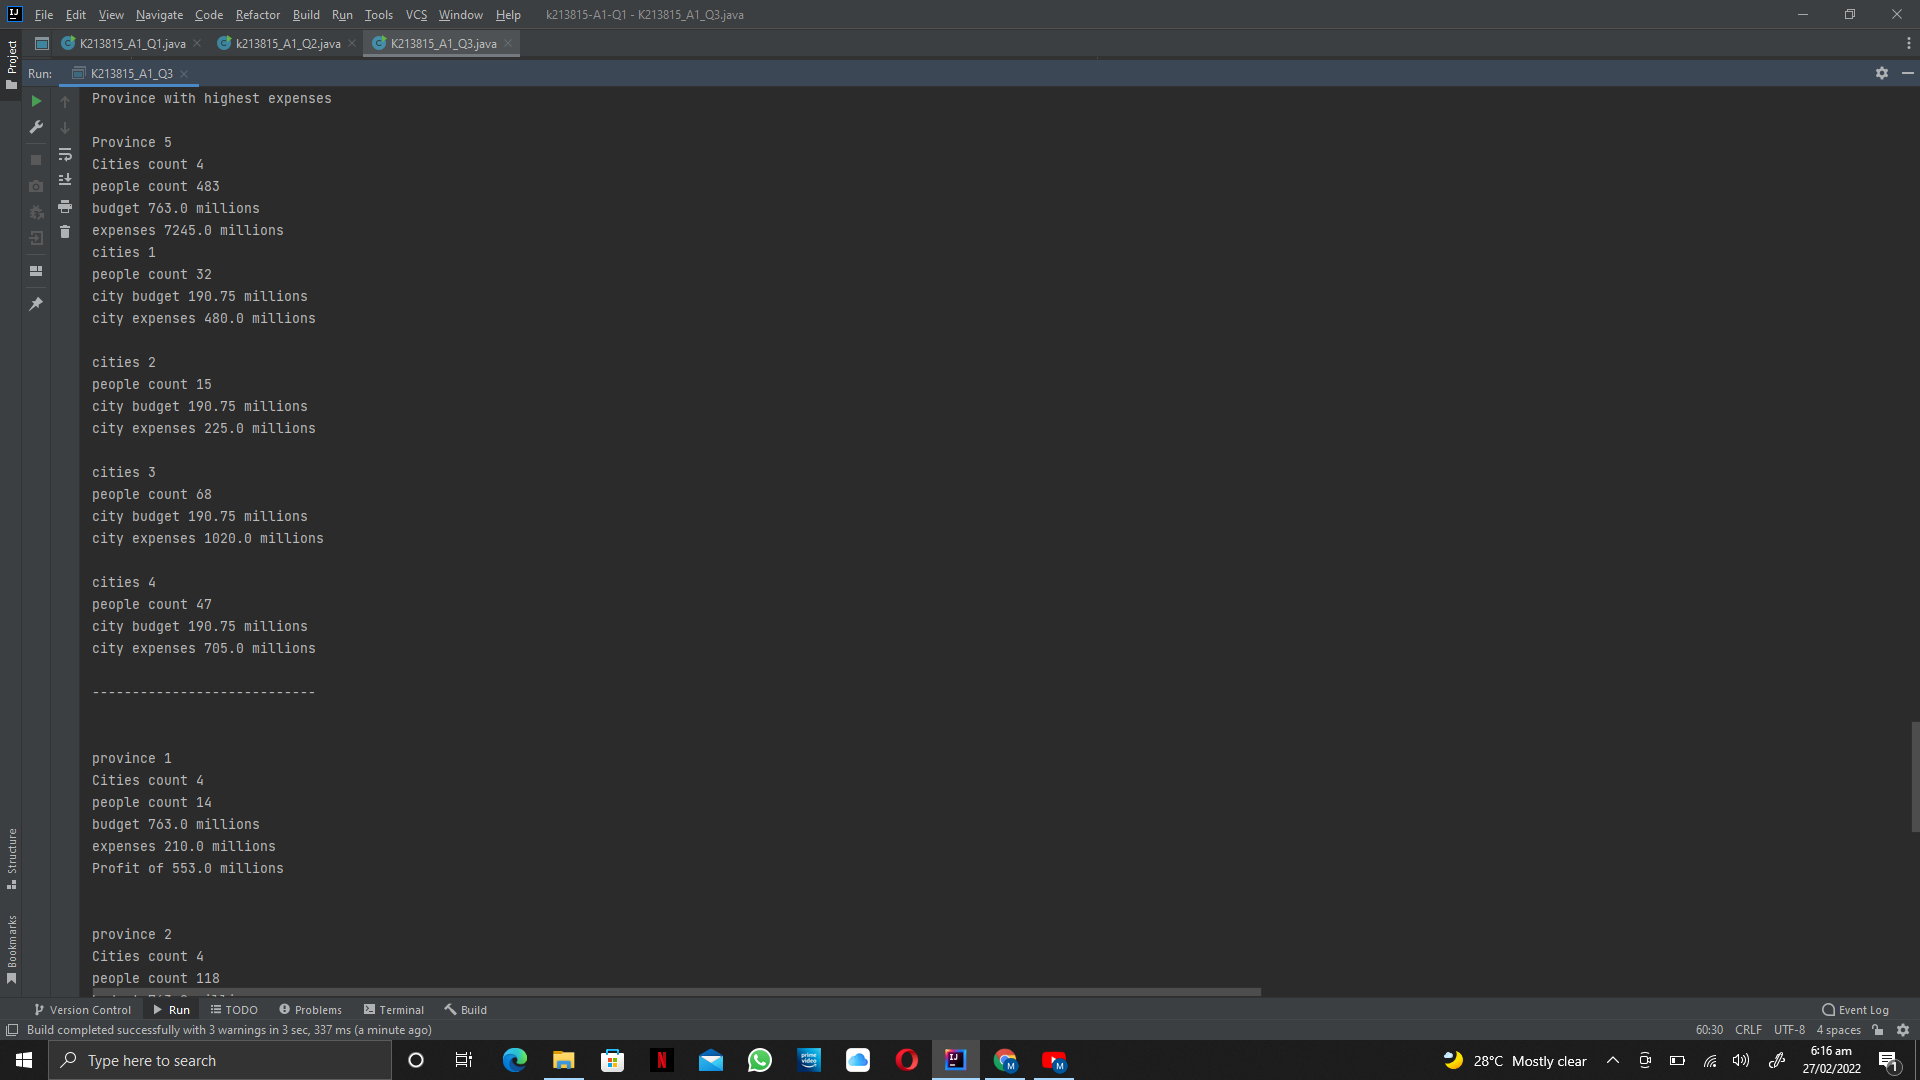 File Edit View Navigate Code Refactor Build Run Tools VCS Window Help k213815-A1-Q1 - K213815_A1_Q3.java
K213815_A1_Q1.java k213815_A1_Q2.java K213815_A1_Q3.java
Project
Run: K213815_A1_Q3
Province with highest expenses
Province 5
Cities count 4
people count 483
budget 763.0 millions
expenses 7245.0 millions
cities 1
people count 32
city budget 190.75 millions
city expenses 480.0 millions
cities 2
people count 15
city budget 190.75 millions
city expenses 225.0 millions
cities 3
people count 68
city budget 190.75 millions
city expenses 1020.0 millions
cities 4
people count 47
city budget 190.75 millions
city expenses 705.0 millions
----------------------------
province 1
Cities count 4
people count 14
budget 763.0 millions
expenses 210.0 millions
Profit of 553.0 millions
province 2
Cities count 4
people count 118
Structure
Bookmarks
Version Control Run TODO Problems Terminal Build Event Log
Build completed successfully with 3 warnings in 3 sec, 337 ms (a minute ago) 60:30 CRLF UTF-8 4 spaces
Type here to search 28°C Mostly clear 6:16 am
27/02/2022